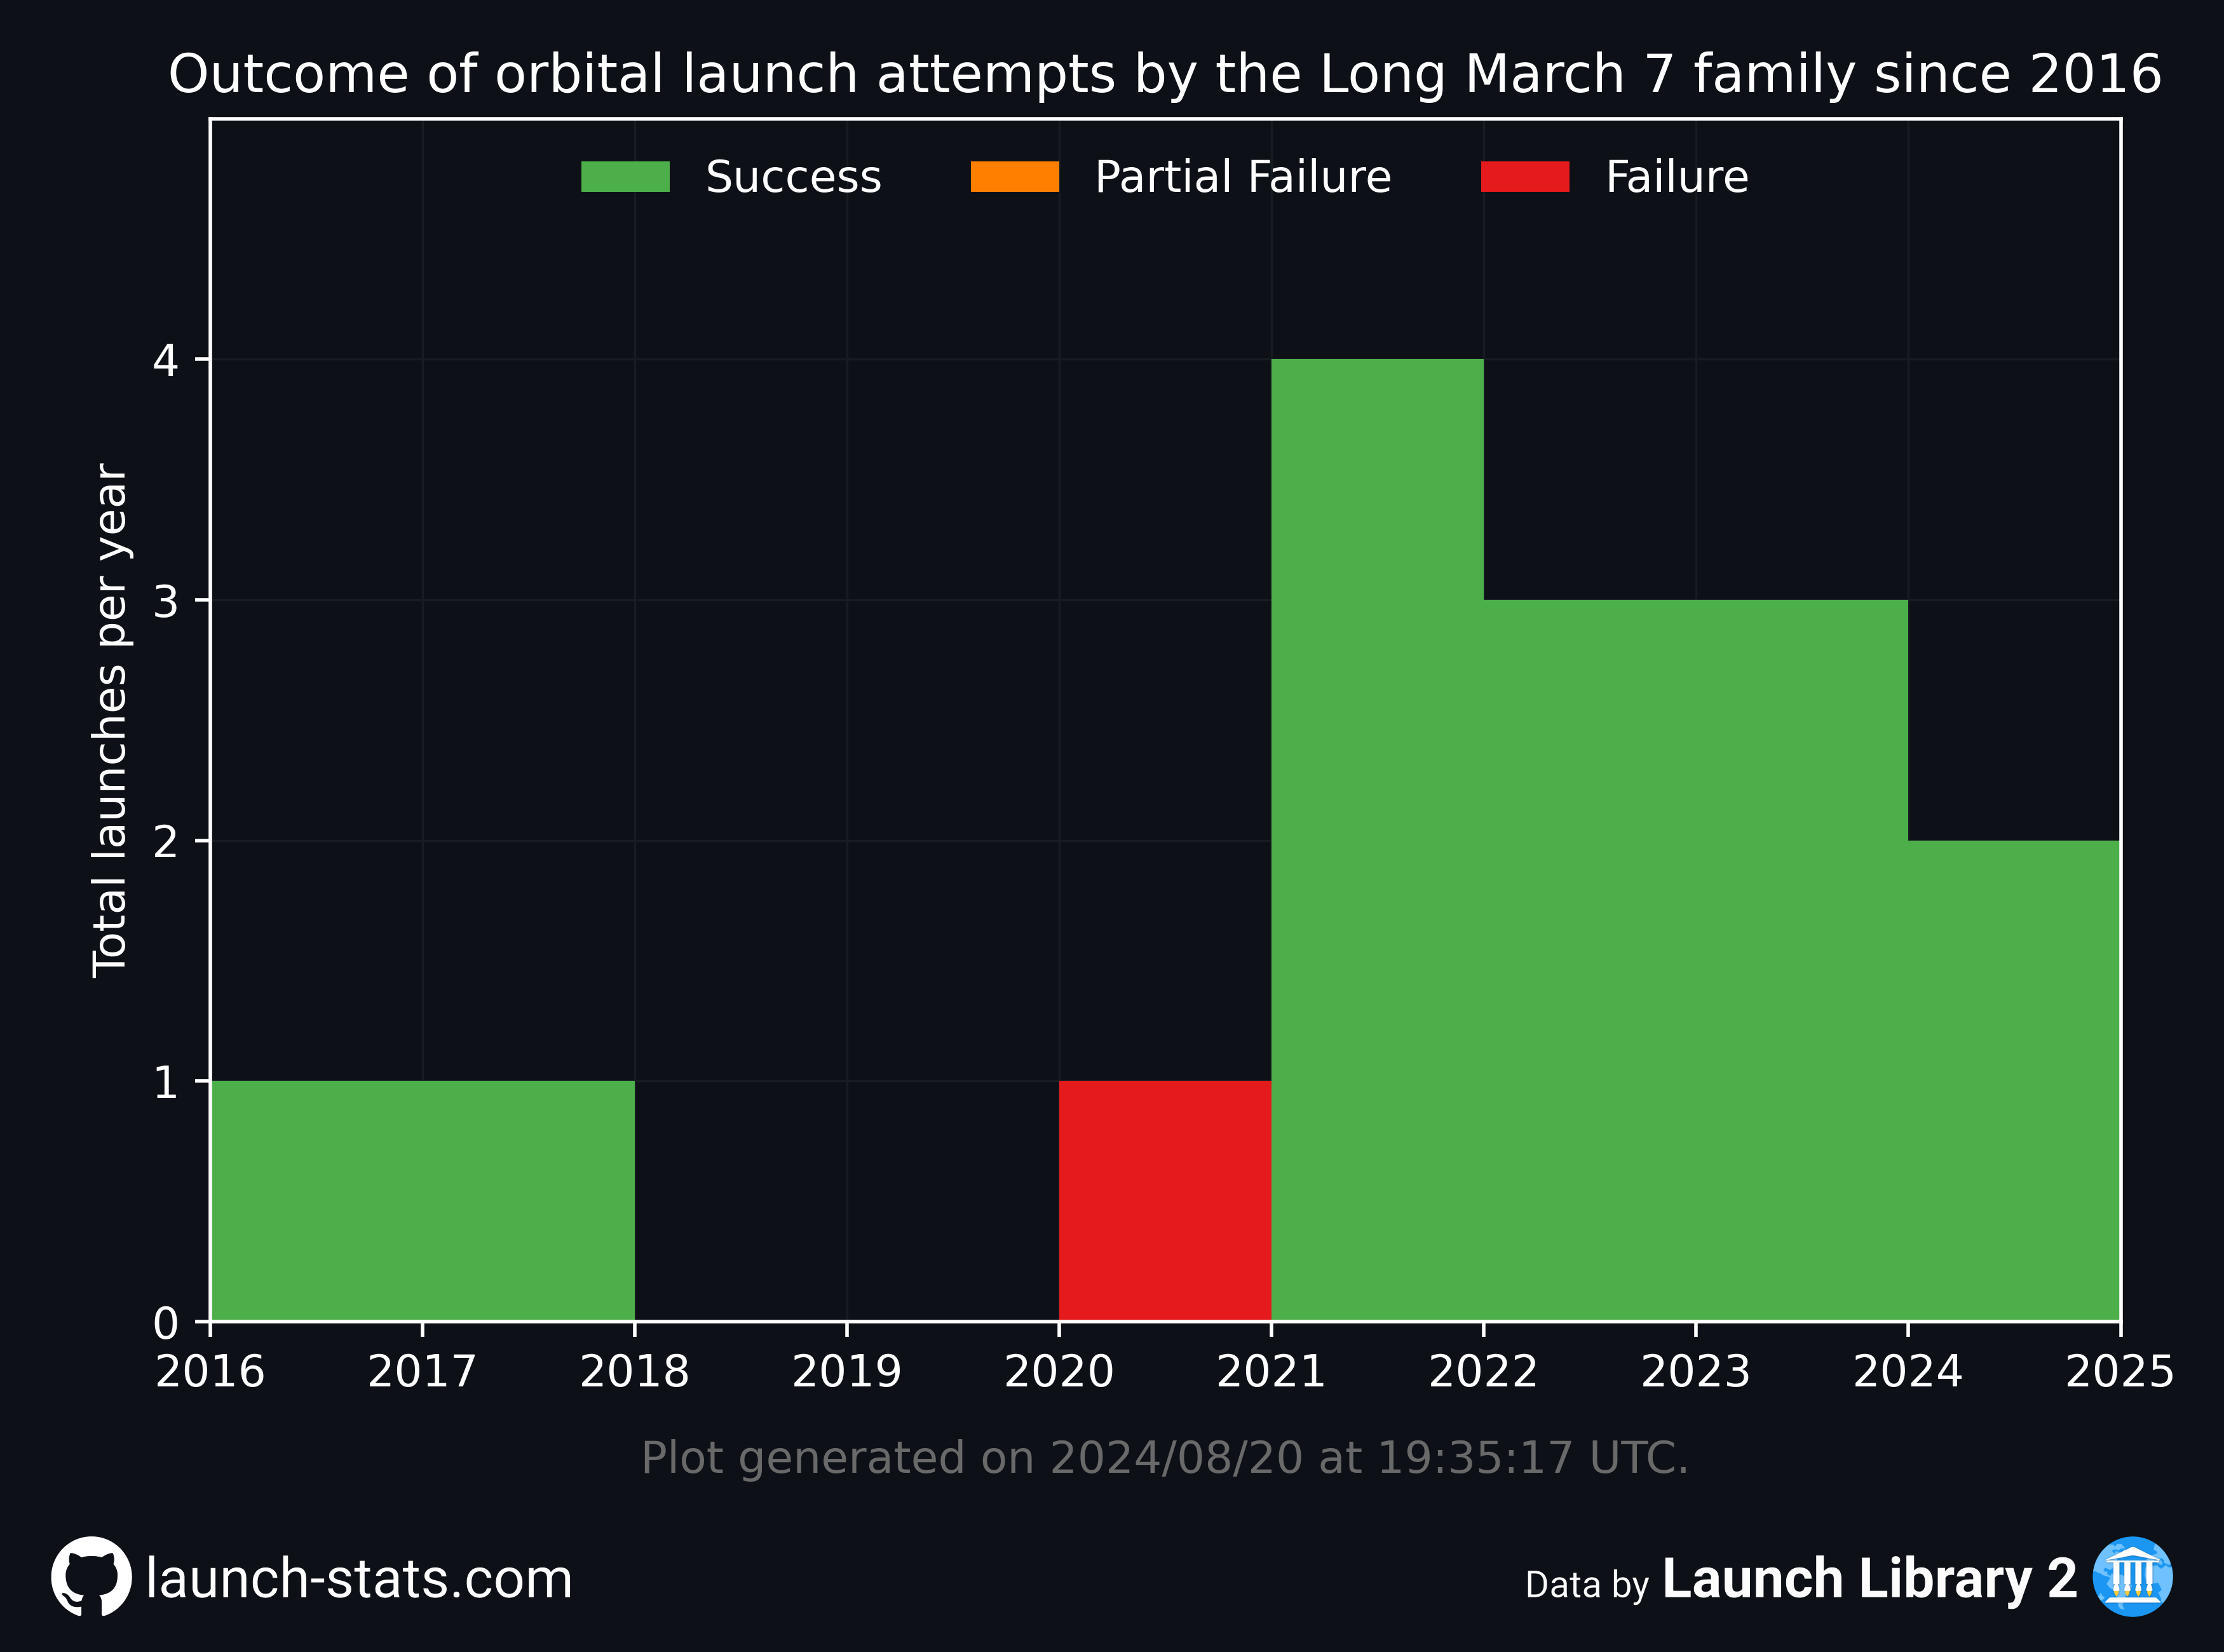 Outcome of orbital launch attempts by the Long March 7 family since 2016
Success Partial Failure Failure
Total launches per year
4
3
2
1
0
2016 2017 2018 2019 2020 2021 2022 2023 2024 2025
Plot generated on 2024/08/20 at 19:35:17 UTC.
launch-stats.com
Data by Launch Library 2